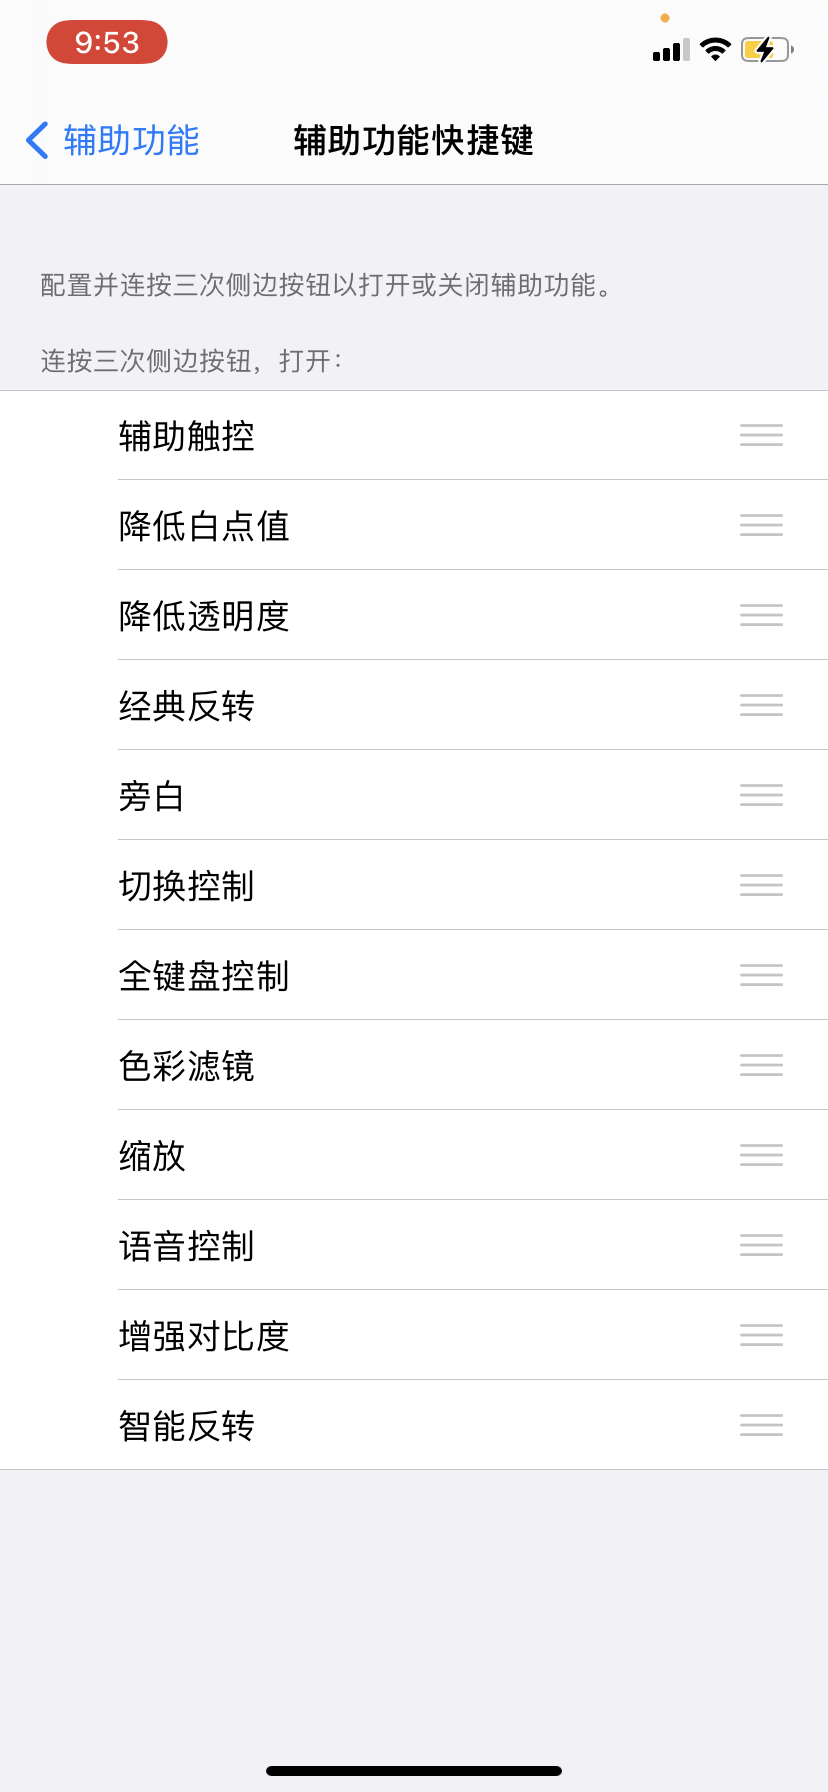 9:53
辅助功能
辅助功能快捷键
配置并连按三次侧边按钮以打开或关闭辅助功能。
连按三次侧边按钮，打开：
辅助触控
降低白点值
降低透明度
经典反转
旁白
切换控制
全键盘控制
色彩滤镜
缩放
语音控制
增强对比度
智能反转